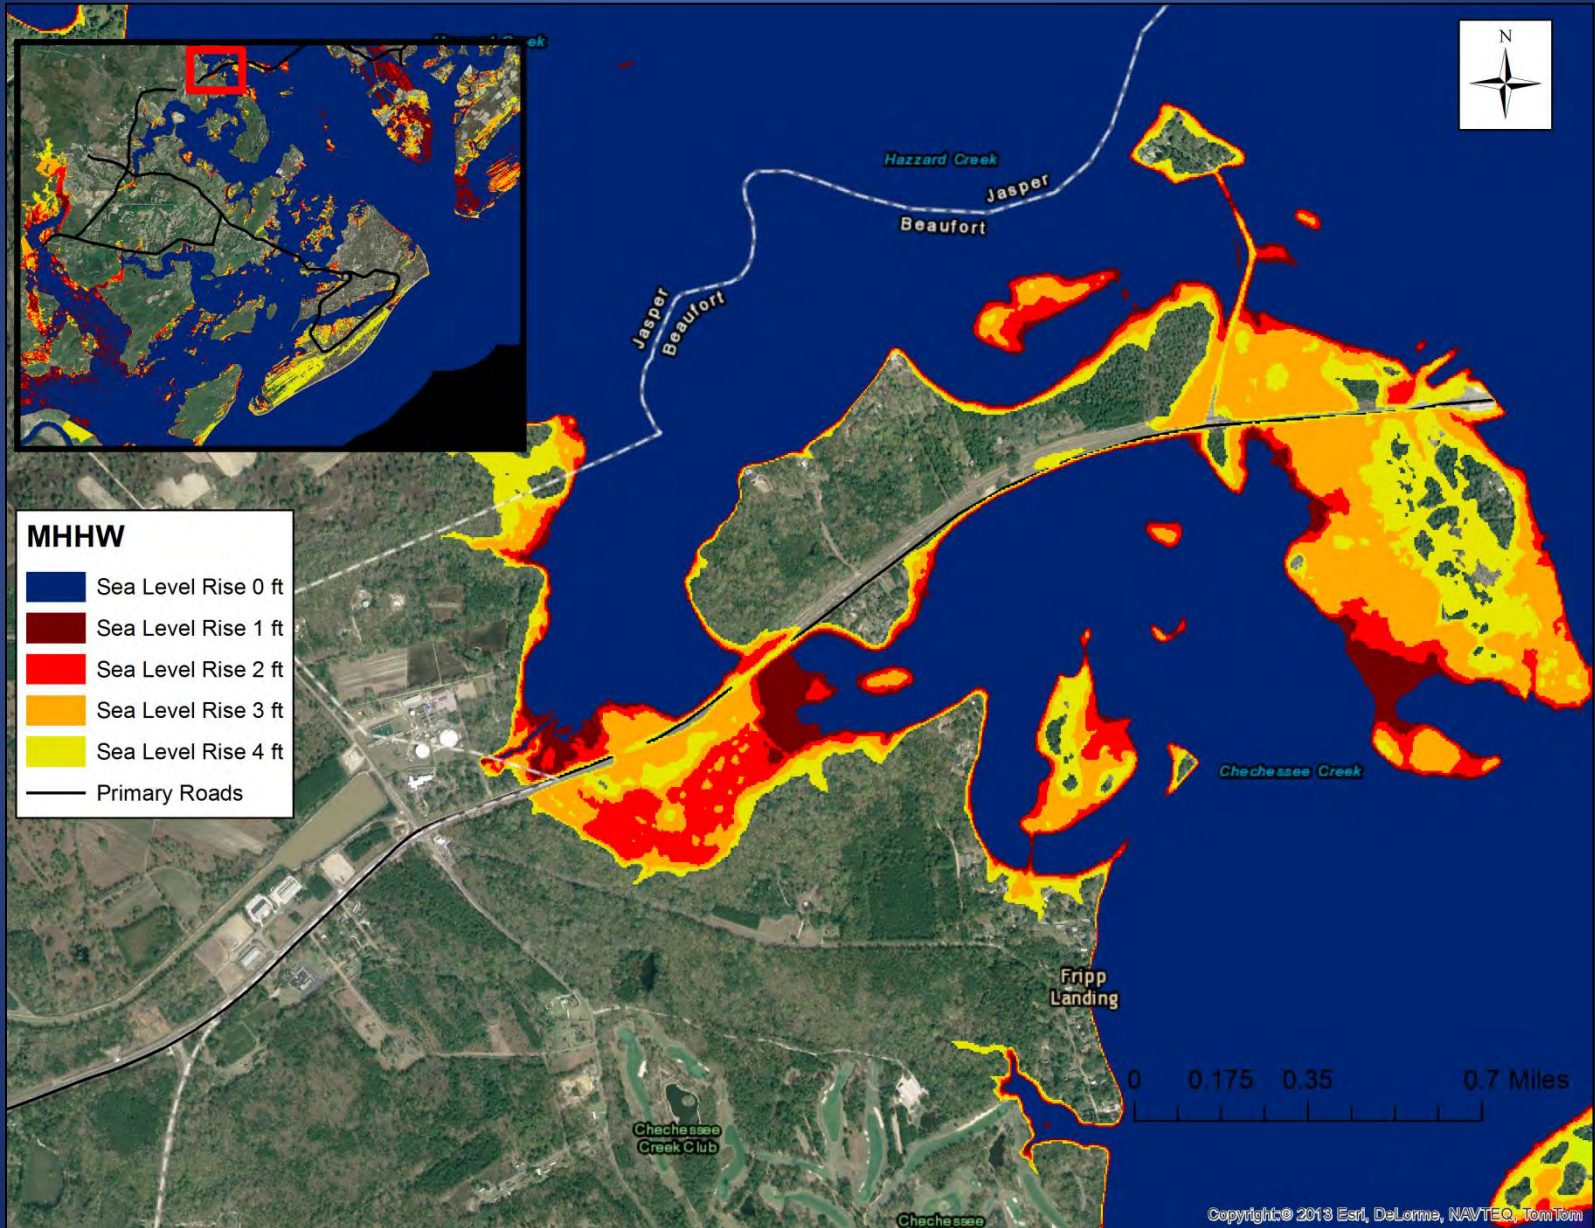 Hazzard Creek
N
Hazzard Creek
Jasper
Beaufort
Jasper
Beaufort
MHHW
Sea Level Rise 0 ft
Sea Level Rise 1 ft
Sea Level Rise 2 ft
Sea Level Rise 3 ft
Sea Level Rise 4 ft
Primary Roads
Chechessee Creek
Fripp
Landing
0 0.175 0.35 0.7 Miles
Chechessee
Creek Club
Chechessee
Copyright:© 2013 Esri, DeLorme, NAVTEQ, TomTom